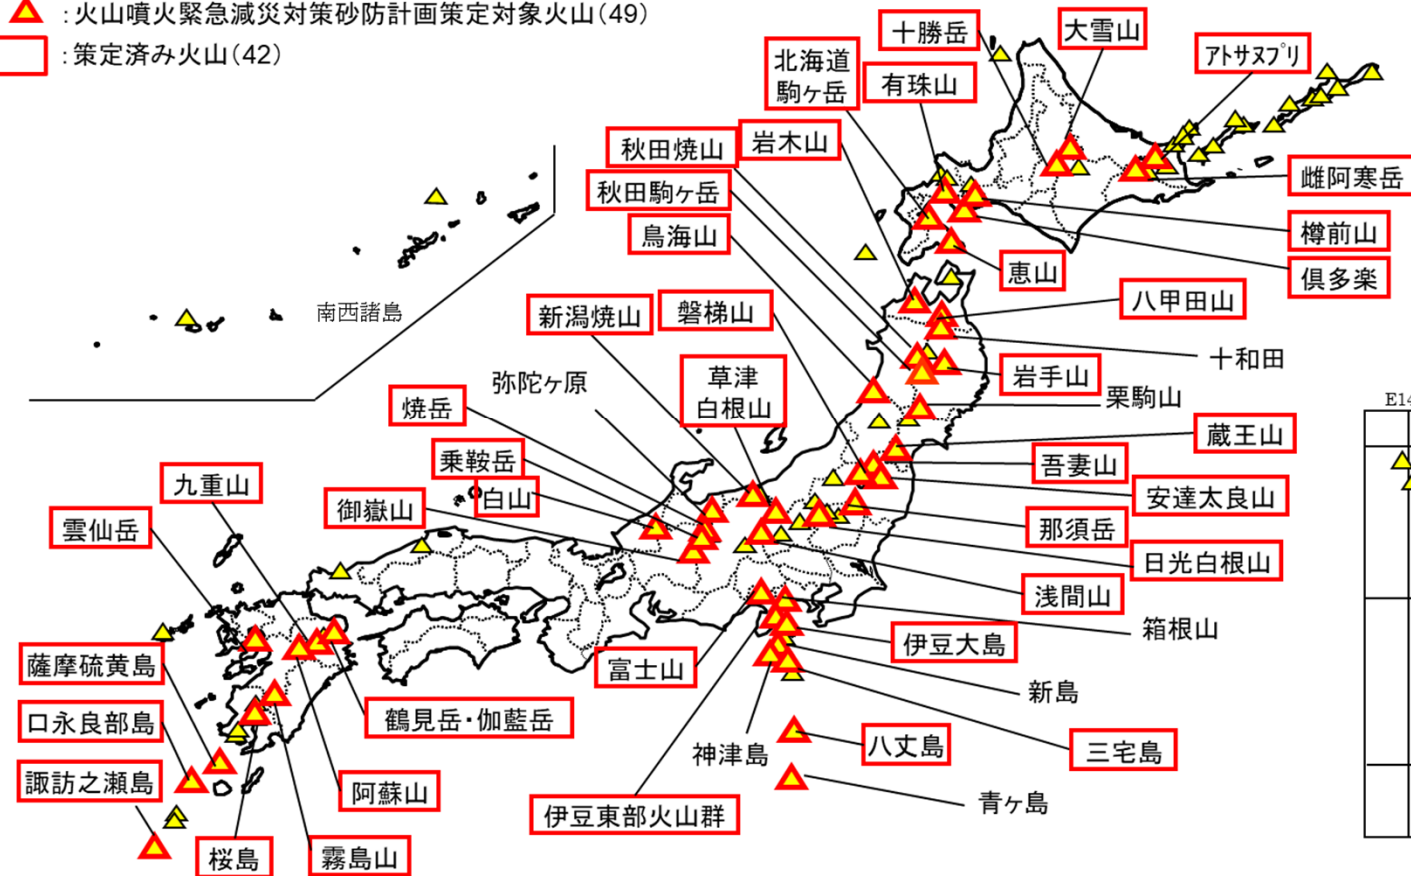 ：火山噴火緊急減災対策砂防計画策定対象火山(49)
：策定済み火山(42)
十勝岳
大雪山
ｱﾄｻﾇﾌﾟﾘ
北海道
駒ヶ岳
有珠山
岩木山
秋田焼山
秋田駒ヶ岳
鳥海山
雌阿寒岳
樽前山
倶多楽
恵山
八甲田山
十和田
岩手山
栗駒山
南西諸島
新潟焼山
磐梯山
弥陀ヶ原
草津
白根山
焼岳
乗鞍岳
白山
御嶽山
九重山
雲仙岳
蔵王山
吾妻山
安達太良山
那須岳
日光白根山
浅間山
箱根山
伊豆大島
新島
富士山
神津島
八丈島
三宅島
青ヶ島
伊豆東部火山群
薩摩硫黄島
口永良部島
諏訪之瀬島
鶴見岳・伽藍岳
阿蘇山
桜島
霧島山
E14